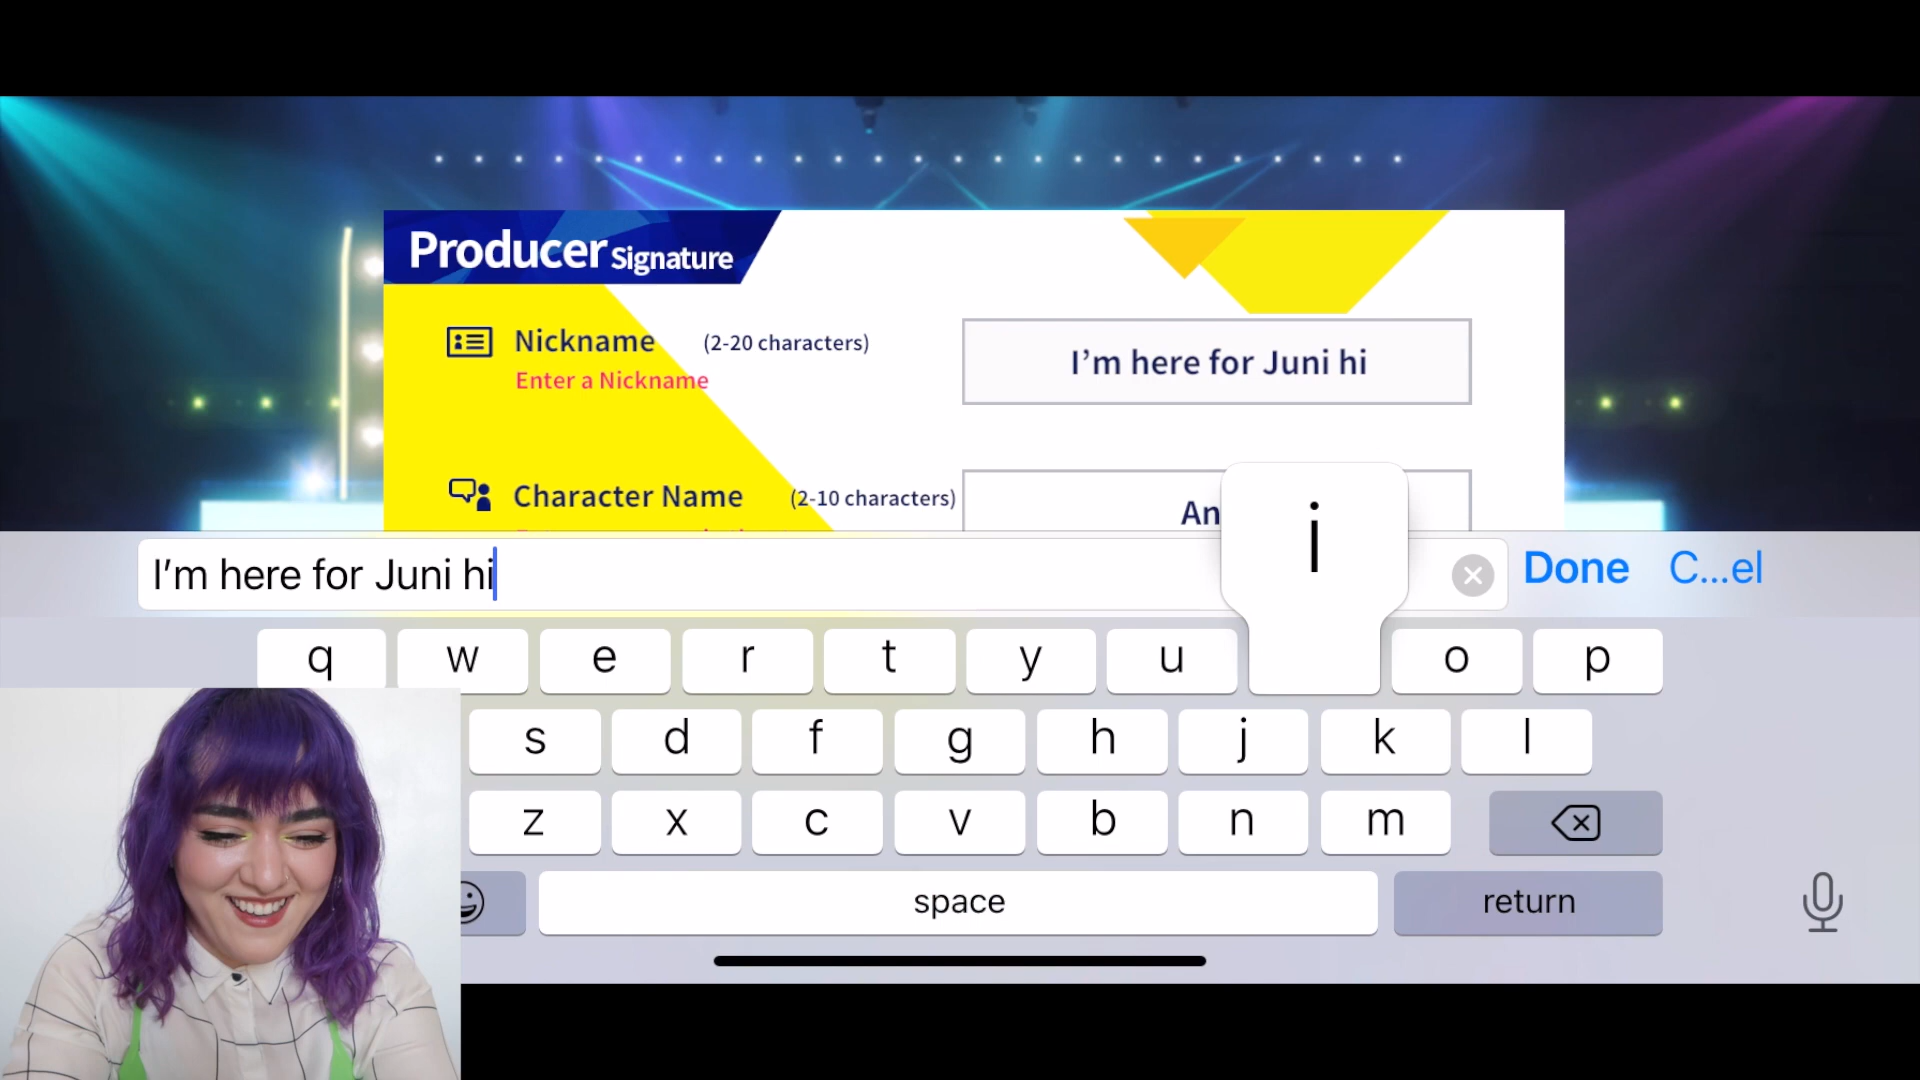 Producer Signature
Nickname (2-20 characters)
I’m here for Juni hi
Enter a Nickname
Character Name (2-10 characters)
An
I’m here for Juni hi
i
Done C...el
q w e r t y u o p
s d f g h j k l
z x c v b n m
space return